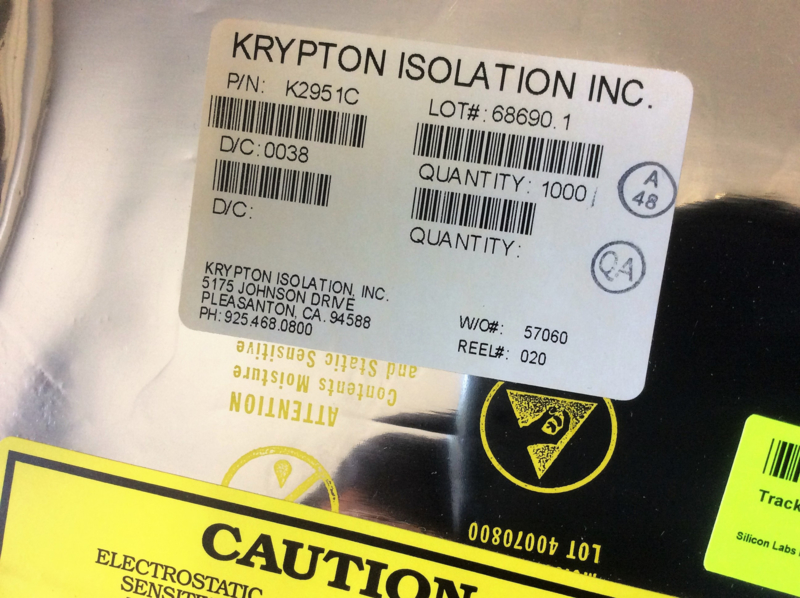 KRYPTON ISOLATION INC.
P/N: K2951C
LOT#: 68690.1
D/C: 0038
QUANTITY: 1000
D/C:
QUANTITY:
A
48
QA
KRYPTON ISOLATION, INC.
5175 JOHNSON DRIVE
PLEASANTON, CA. 94588
PH: 925.468.0800
W/O#: 57060
REEL#: 020
ATTENTION
Contents Moisture
and Static Sensitive
LOT 40070800
Track
Silicon Labs
CAUTION
ELECTROSTATIC
SENSITI